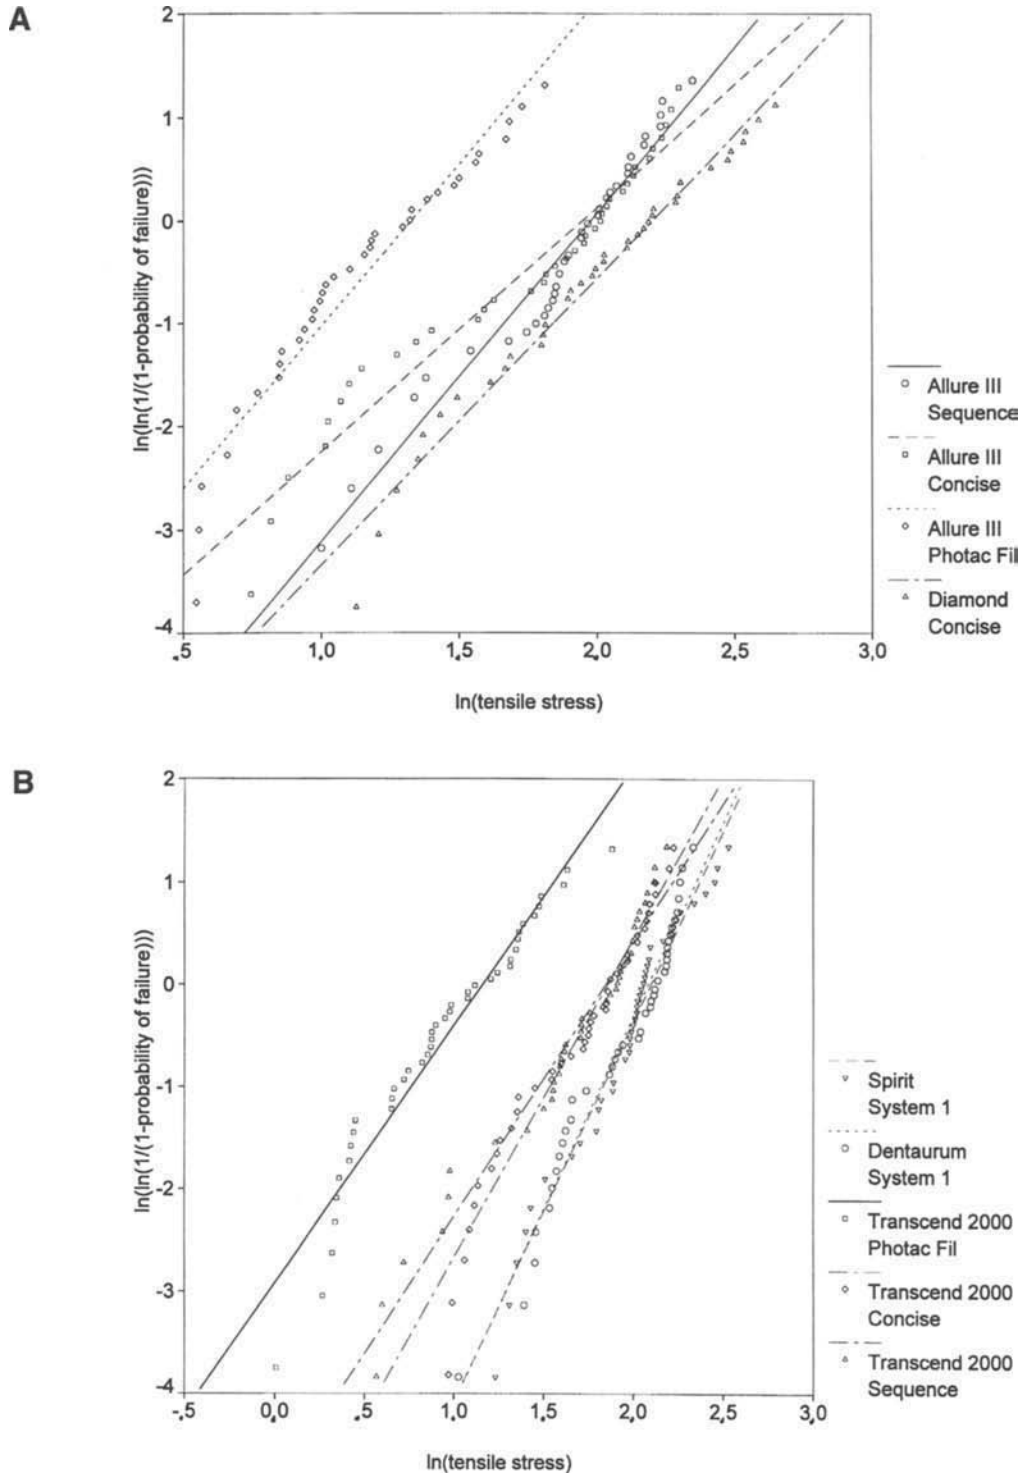 A
2
1
0
-1
-2
-3
-4
.5
1,0
1,5
2,0
2,5
3,0
ln(ln(1/(1-probability of failure)))
ln(tensile stress)
Allure III
Sequence
Allure III
Concise
Allure III
Photac Fil
Diamond
Concise
B
2
1
0
-1
-2
-3
-4
-,5
0,0
,5
1,0
1,5
2,0
2,5
3,0
ln(ln(1/(1-probability of failure)))
ln(tensile stress)
Spirit
System 1
Dentaurum
System 1
Transcend 2000
Photac Fil
Transcend 2000
Concise
Transcend 2000
Sequence